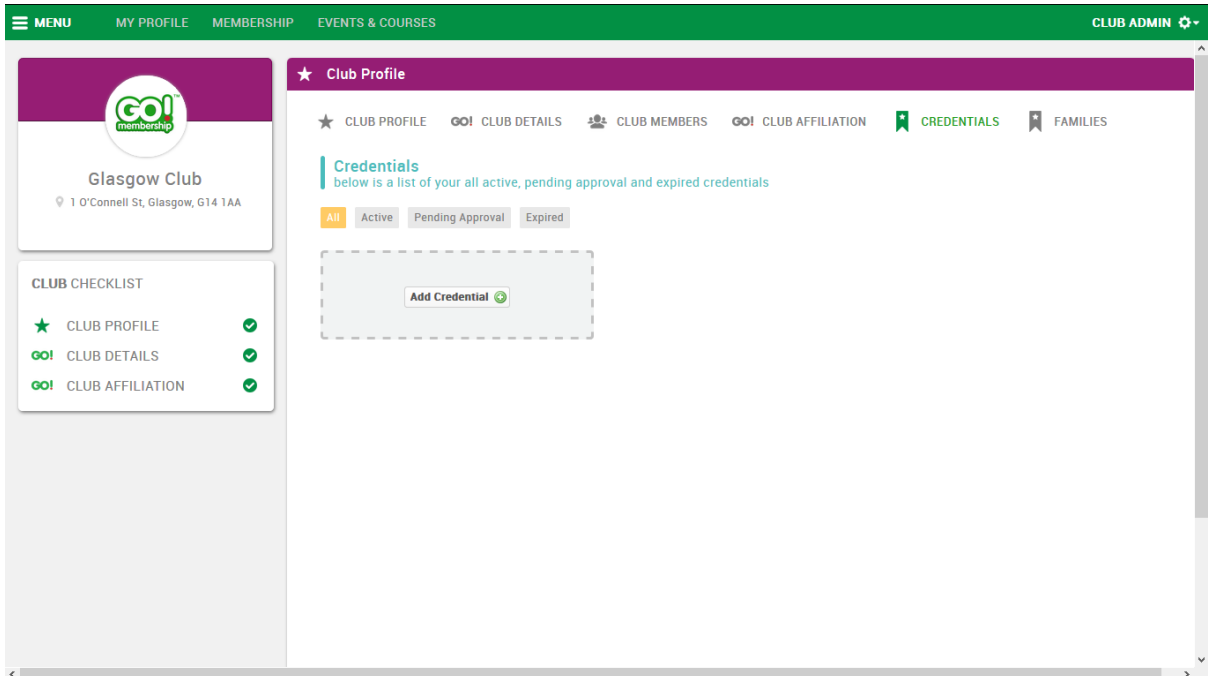 MENU MY PROFILE MEMBERSHIP EVENTS & COURSES CLUB ADMIN
GO!™
membership
Glasgow Club
1 O'Connell St, Glasgow, G14 1AA
CLUB CHECKLIST
CLUB PROFILE
GO! CLUB DETAILS
GO! CLUB AFFILIATION
Club Profile
CLUB PROFILE GO! CLUB DETAILS CLUB MEMBERS GO! CLUB AFFILIATION CREDENTIALS FAMILIES
Credentials
below is a list of your all active, pending approval and expired credentials
All Active Pending Approval Expired
Add Credential